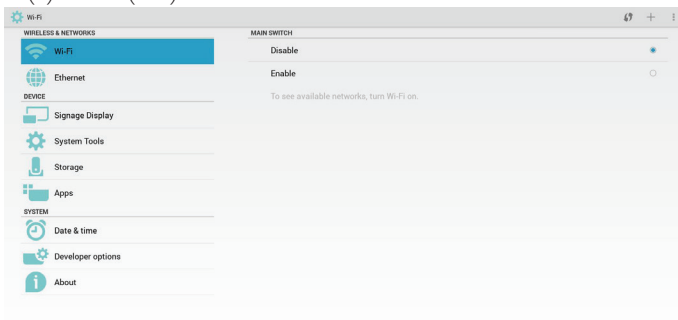 Wi-Fi
WIRELESS & NETWORKS
Wi-Fi
Ethernet
DEVICE
Signage Display
System Tools
Storage
Apps
SYSTEM
Date & time
Developer options
About
MAIN SWITCH
Disable
Enable
To see available networks, turn Wi-Fi on.